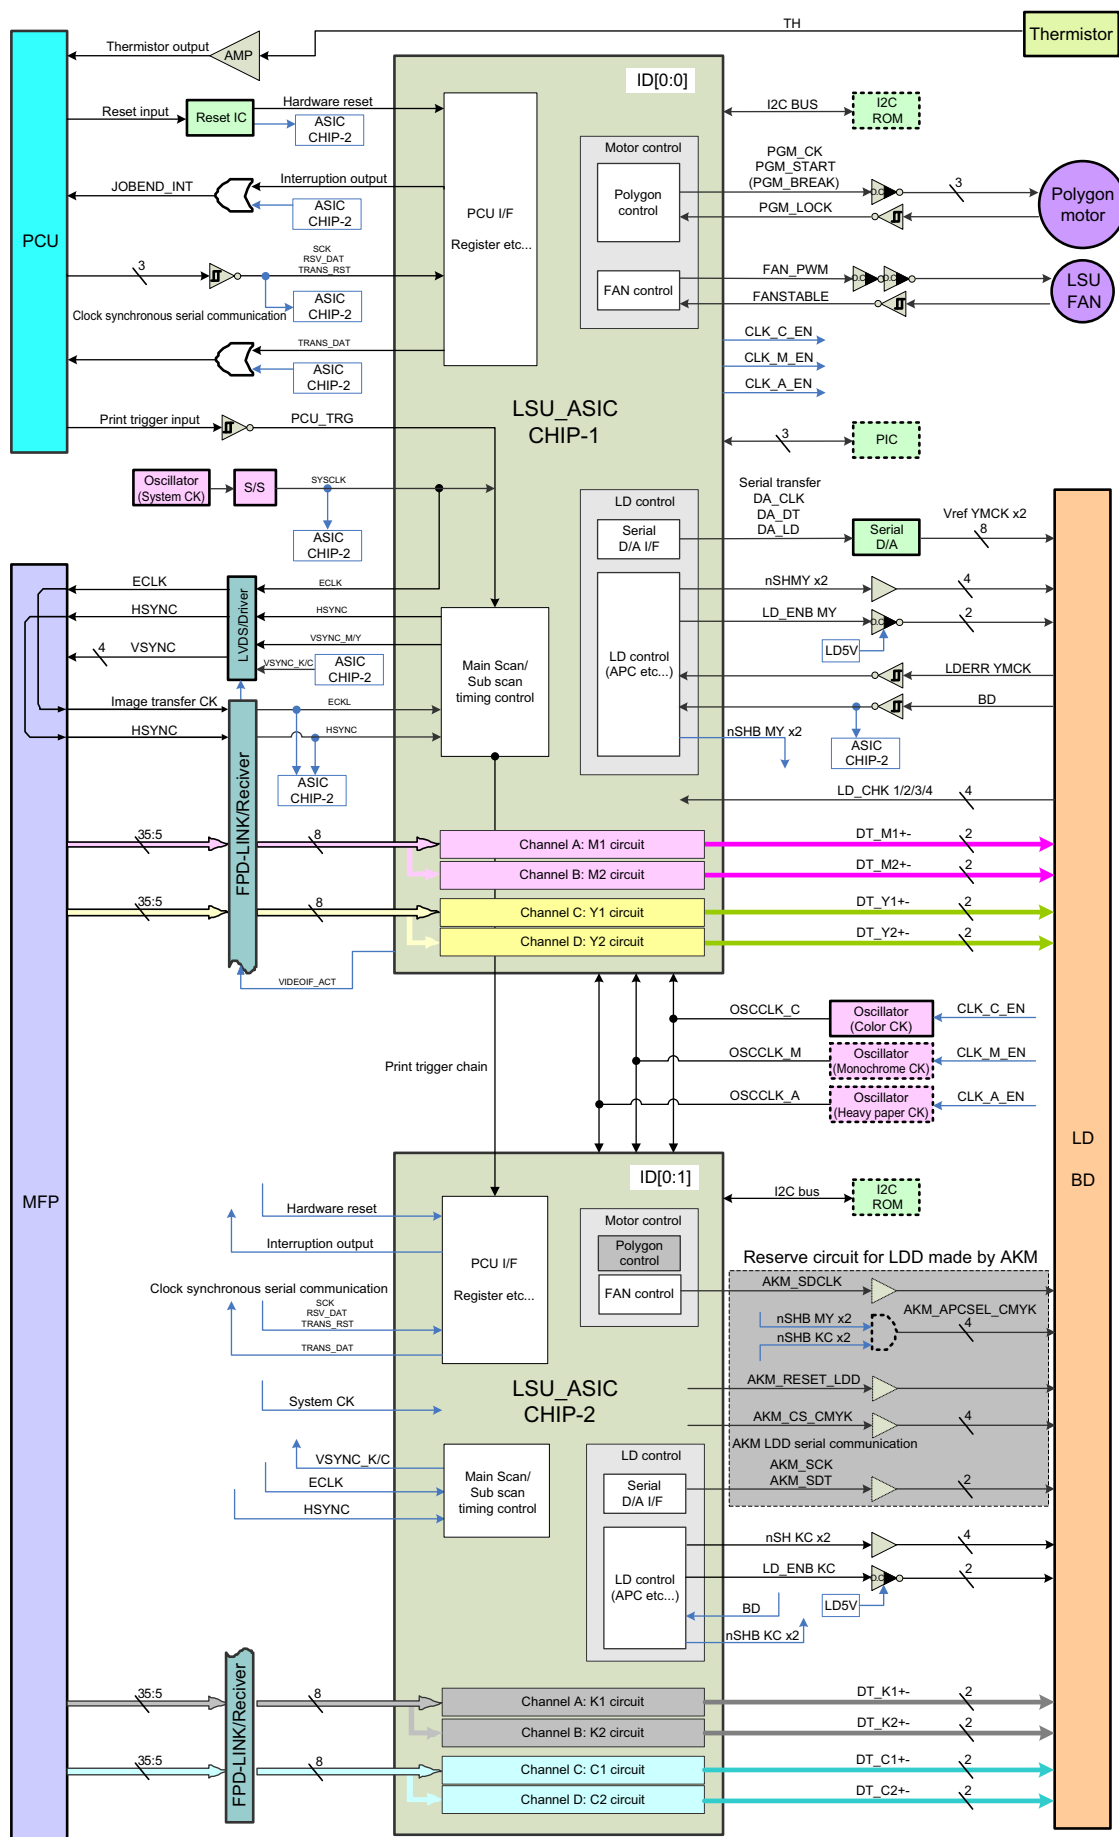 TH
Thermistor
Thermistor output
AMP
ID[0:0]
Reset input
Reset IC
Hardware reset
ASIC
CHIP-2
I2C BUS
I2C
ROM
JOBEND_INT
Interruption output
ASIC
CHIP-2
PCU
PCU I/F
Register etc...
Motor control
Polygon
control
PGM_CK
PGM_START
(PGM_BREAK)
3
PGM_LOCK
Polygon
motor
3
SCK
RSV_DAT
TRANS_RST
ASIC
CHIP-2
Clock synchronous serial communication
FAN control
FAN_PWM
FANSTABLE
LSU
FAN
TRANS_DAT
ASIC
CHIP-2
CLK_C_EN
CLK_M_EN
CLK_A_EN
LSU_ASIC
CHIP-1
Print trigger input
PCU_TRG
3
PIC
Oscillator
(System CK)
S/S
SYSCLK
ASIC
CHIP-2
LD control
Serial
D/A I/F
Serial transfer
DA_CLK
DA_DT
DA_LD
Serial
D/A
Vref YMCK x2
8
ECLK
HSYNC
4
VSYNC
LVDS/Driver
ECLK
HSYNC
VSYNC_M/Y
VSYNC_K/C
ASIC
CHIP-2
Main Scan/
Sub scan
timing control
LD control
(APC etc...)
nSHMY x2
4
LD_ENB MY
D.C
2
LD5V
LDERR YMCK
BD
ASIC
CHIP-2
nSHB MY x2
LD_CHK 1/2/3/4
4
Image transfer CK
HSYNC
ECKL
HSYNC
ASIC
CHIP-2
FPD-LINK/Reciver
35:5
8
Channel A: M1 circuit
DT_M1+-
2
Channel B: M2 circuit
DT_M2+-
2
35:5
8
Channel C: Y1 circuit
DT_Y1+-
2
Channel D: Y2 circuit
DT_Y2+-
2
VIDEOIF_ACT
OSCCLK_C
Oscillator
(Color CK)
CLK_C_EN
OSCCLK_M
Oscillator
(Monochrome CK)
CLK_M_EN
OSCCLK_A
Oscillator
(Heavy paper CK)
CLK_A_EN
Print trigger chain
LD
BD
MFP
ID[0:1]
I2C bus
I2C
ROM
Hardware reset
Interruption output
Clock synchronous serial communication
SCK
RSV_DAT
TRANS_RST
TRANS_DAT
PCU I/F
Register etc...
Motor control
Polygon
control
FAN control
Reserve circuit for LDD made by AKM
AKM_SDCLK
AKM_APCSEL_CMYK
nSHB MY x2
nSHB KC x2
4
AKM_RESET_LDD
AKM_CS_CMYK
4
AKM LDD serial communication
AKM_SCK
AKM_SDT
2
LSU_ASIC
CHIP-2
System CK
VSYNC_K/C
ECLK
HSYNC
Main Scan/
Sub scan
timing control
LD control
Serial
D/A I/F
LD control
(APC etc...)
nSH KC x2
4
LD_ENB KC
D.C
2
LD5V
BD
nSHB KC x2
FPD-LINK/Reciver
35:5
8
Channel A: K1 circuit
DT_K1+-
2
Channel B: K2 circuit
DT_K2+-
2
35:5
8
Channel C: C1 circuit
DT_C1+-
2
Channel D: C2 circuit
DT_C2+-
2